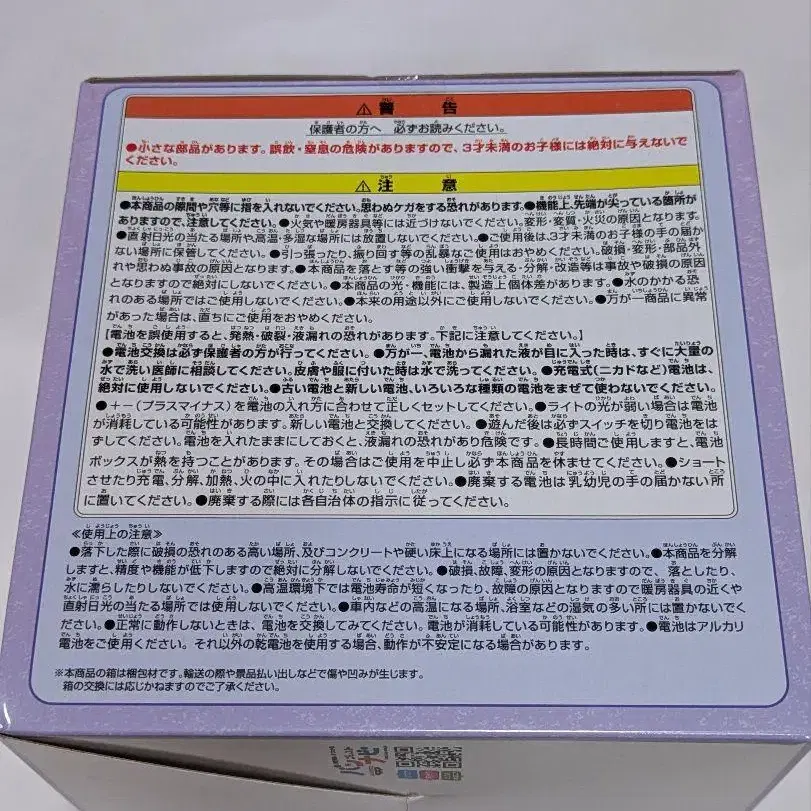 ⚠警告
保護者の方へ 必ずお読みください。
●小さな部品があります。誤飲・窒息の危険がありますので、3才未満のお子様には絶対に与えないで
ください。
⚠注意
●本商品の隙間や穴等に指を入れないでください。思わぬケガをする恐れがあります。●機能上、先端が尖っている箇所が
ありますので、注意してください。●火気や暖房器具等には近づけないでください。変形・変質・火災の原因となります。
●直射日光の当たる場所や高温・多湿な場所には放置しないでください。●ご使用後は、3才未満のお子様の手の届か
ない場所に保管してください。●引っ張ったり、振り回す等の乱暴なご使用はおやめください。破損・変形・部品外
れや思わぬ事故の原因となります。●本商品を落とす等の強い衝撃を与える・分解・改造等は事故や破損の原因
となりますので絶対にしないでください。●本商品の光・機能には、製造上個体差があります。●水のかかる恐
れのある場所ではご使用しないでください。●本来の用途以外にご使用しないでください。●万が一商品に異常
があった場合は、直ちにご使用をおやめください。
【電池を誤使用すると、発熱・破裂・液漏れの恐れがあります。下記に注意してください。】
●電池交換は必ず保護者の方が行ってください。●万が一、電池から漏れた液が目に入った時は、すぐに大量の
水で洗い医師に相談してください。皮膚や服に付いた時は水で洗ってください。●充電式(ニカドなど)電池は、
絶対に使用しないでください。●古い電池と新しい電池、いろいろな種類の電池をまぜて使わないでください。
●+−(プラスマイナス)を電池の入れ方に合わせて正しくセットしてください。●ライトの光が弱い場合は電池
が消耗している可能性があります。新しい電池と交換してください。●遊んだ後は必ずスイッチを切り電池をは
ずしてください。電池を入れたままにしておくと、液漏れの恐れがあり危険です。●長時間ご使用しますと、電池
ボックスが熱を持つことがあります。その場合はご使用を中止し必ず本商品を休ませてください。●ショート
させたり充電、分解、加熱、火の中に入れたりしないでください。●廃棄する電池は乳幼児の手の届かない所
に置いてください。●廃棄する際には各自治体の指示に従ってください。
≪使用上の注意≫
●落下した際に破損の恐れのある高い場所、及びコンクリートや硬い床上になる場所には置かないでください。●本商品を分解
しますと、精度や機能が低下しますので絶対に分解しないでください。●破損、故障、変形の原因となりますので、落としたり、
水に濡らしたりしないでください。●高温環境下では電池寿命が短くなったり、故障の原因となりますので暖房器具の近くや
直射日光の当たる場所では使用しないでください。●車内などの高温になる場所、浴室などの湿気の多い所には置かないでくだ
さい。●正常に動作しないときは、電池を交換してみてください。電池が消耗している可能性があります。●電池はアルカリ
電池をご使用ください。それ以外の乾電池を使用する場合、動作が不安定になる場合があります。
※本商品の箱は梱包材です。輸送の際や景品払い出しなどで傷や凹みが生じます。
箱の交換には応じかねますのでご了承ください。